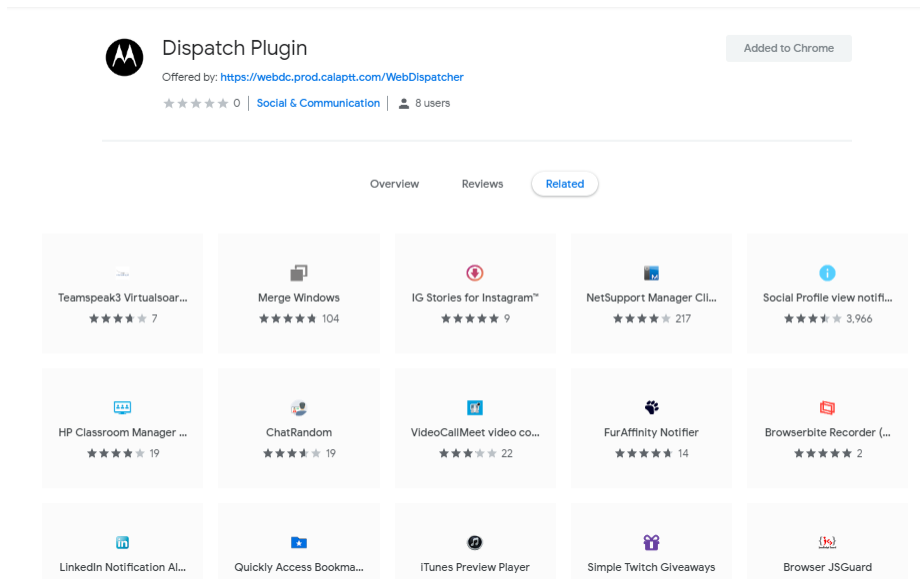 Dispatch Plugin
Added to Chrome
Offered by: https://webdc.prod.calaptt.com/WebDispatcher
0 Social & Communication 8 users
Overview Reviews Related
Teamspeak3 Virtualsoar... Merge Windows IG Stories for Instagram™ NetSupport Manager Cli... Social Profile view notifi...
7 104 9 217 3,966
HP Classroom Manager ... ChatRandom VideoCallMeet video co... FurAffinity Notifier Browserbite Recorder (...
19 19 22 14 2
LinkedIn Notification Al... Quickly Access Bookma... iTunes Preview Player Simple Twitch Giveaways Browser JSGuard